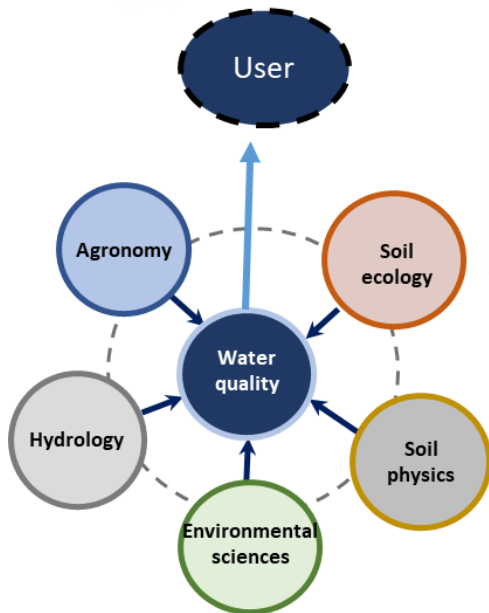 User
Agronomy
Soil
ecology
Water
quality
Hydrology
Soil
physics
Environmental
sciences